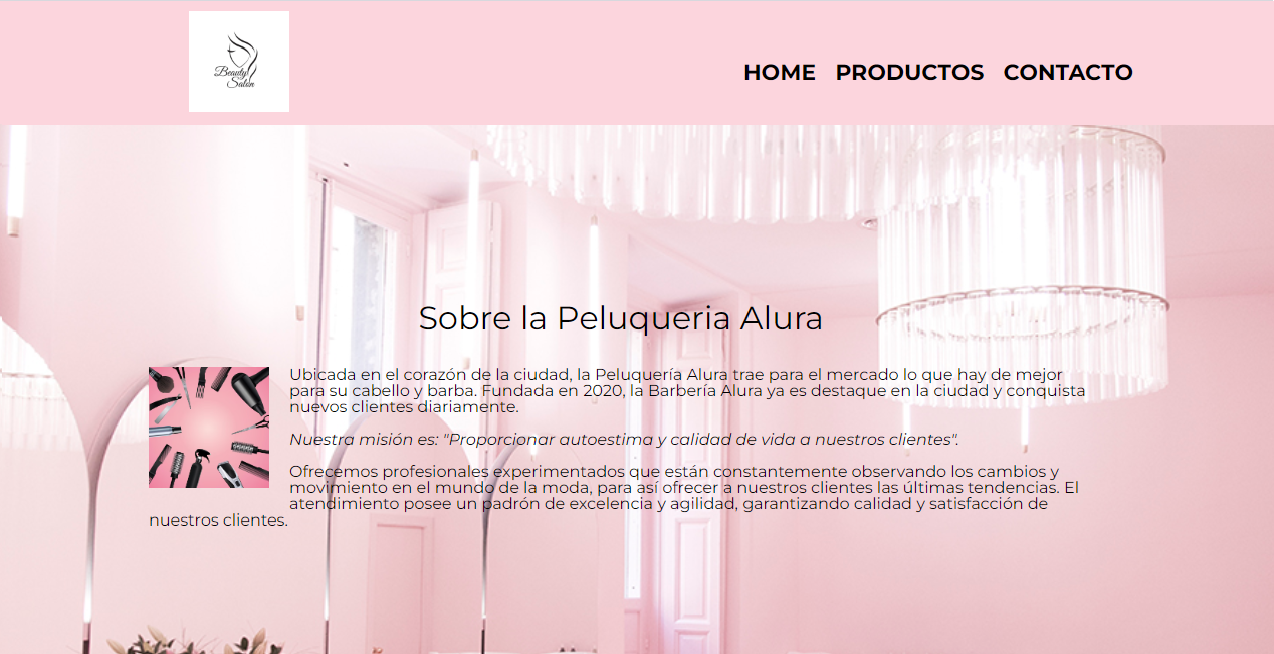 Beauty
Salon
HOME PRODUCTOS CONTACTO
Sobre la Peluqueria Alura
Ubicada en el corazón de la ciudad, la Peluquería Alura trae para el mercado lo que hay de mejor
para su cabello y barba. Fundada en 2020, la Barbería Alura ya es destaque en la ciudad y conquista
nuevos clientes diariamente.
Nuestra misión es: "Proporcionar autoestima y calidad de vida a nuestros clientes".
Ofrecemos profesionales experimentados que están constantemente observando los cambios y
movimiento en el mundo de la moda, para así ofrecer a nuestros clientes las últimas tendencias. El
atendimiento posee un padrón de excelencia y agilidad, garantizando calidad y satisfacción de
nuestros clientes.